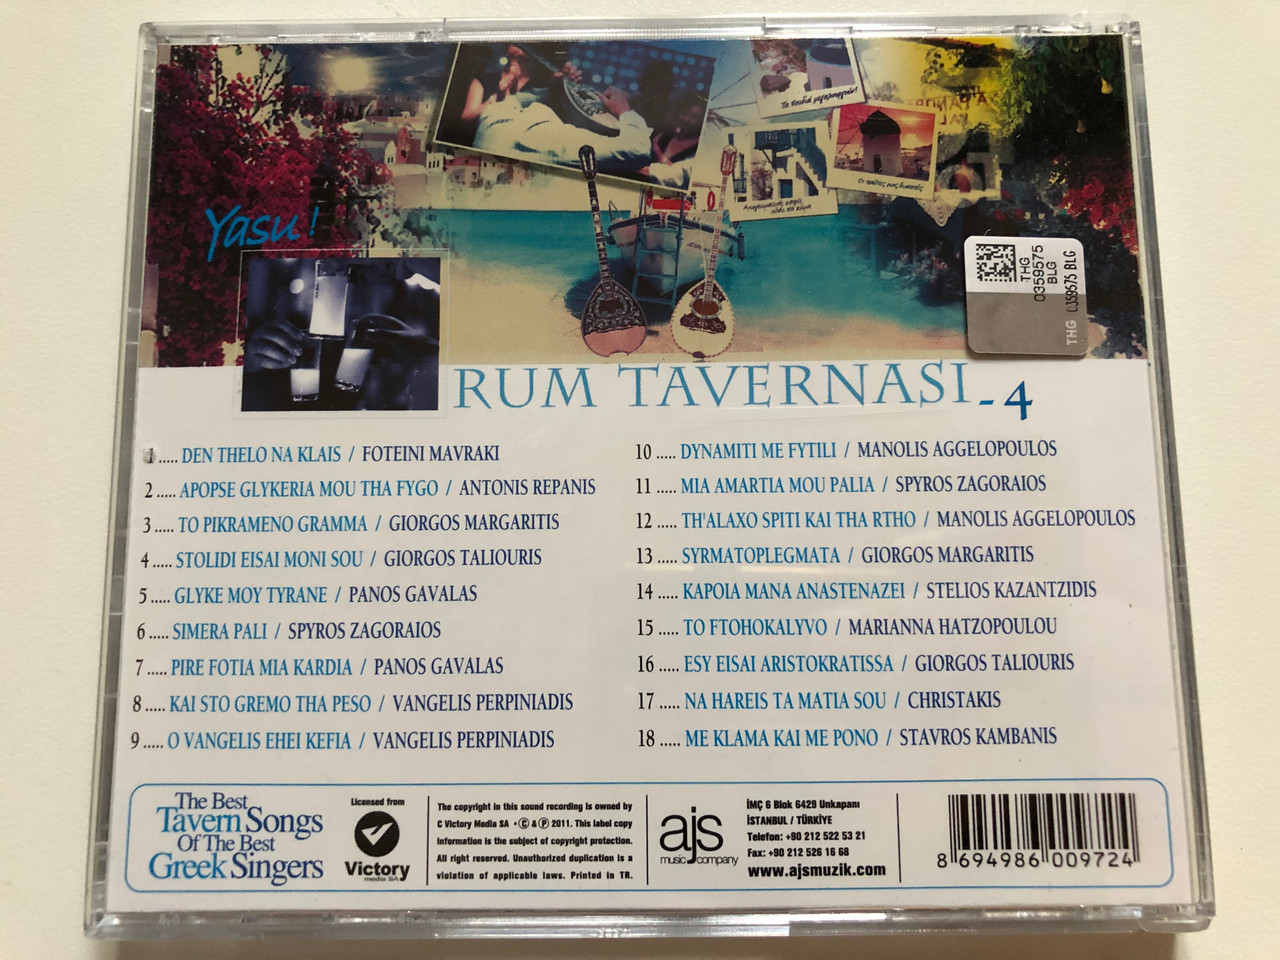 Yasu!
THG
0359575
BLG
THG 0359575 BLG
RUM TAVERNASI - 4
1 ..... DEN THELO NA KLAIS / FOTEINI MAVRAKI
2 ..... APOPSE GLYKERIA MOU THA FYGO / ANTONIS REPANIS
3 ..... TO PIKRAMENO GRAMMA / GIORGOS MARGARITIS
4 ..... STOLIDI EISAI MONI SOU / GIORGOS TALIOURIS
5 ..... GLYKE MOY TYRANE / PANOS GAVALAS
6 ..... SIMERA PALI / SPYROS ZAGORAIOS
7 ..... PIRE FOTIA MIA KARDIA / PANOS GAVALAS
8 ..... KAI STO GREMO THA PESO / VANGELIS PERPINIADIS
9 ..... O VANGELIS EHEI KEFIA / VANGELIS PERPINIADIS
10 ..... DYNAMITI ME FYTILI / MANOLIS AGGELOPOULOS
11 ..... MIA AMARTIA MOU PALIA / SPYROS ZAGORAIOS
12 ..... TH'ALAXO SPITI KAI THA RTHO / MANOLIS AGGELOPOULOS
13 ..... SYRMATOPLEGMATA / GIORGOS MARGARITIS
14 ..... KAPOIA MANA ANASTENAZEI / STELIOS KAZANTZIDIS
15 ..... TO FTOHOKALYVO / MARIANNA HATZOPOULOU
16 ..... ESY EISAI ARISTOKRATISSA / GIORGOS TALIOURIS
17 ..... NA HAREIS TA MATIA SOU / CHRISTAKIS
18 ..... ME KLAMA KAI ME PONO / STAVROS KAMBANIS
The Best
Tavern Songs
Of The Best
Greek Singers
Licensed from
Victory
media SA
The copyright in this sound recording is owned by
C Victory Media SA • © & ℗ 2011. This label copy
information is the subject of copyright protection.
All right reserved. Unauthorized duplication is a
violation of applicable laws. Printed in TR.
ajs
music company
İMÇ 6 Blok 6429 Unkapanı
İSTANBUL / TÜRKİYE
Telefon: +90 212 522 53 21
Fax: +90 212 526 16 68
www.ajsmuzik.com
8 694986 009724